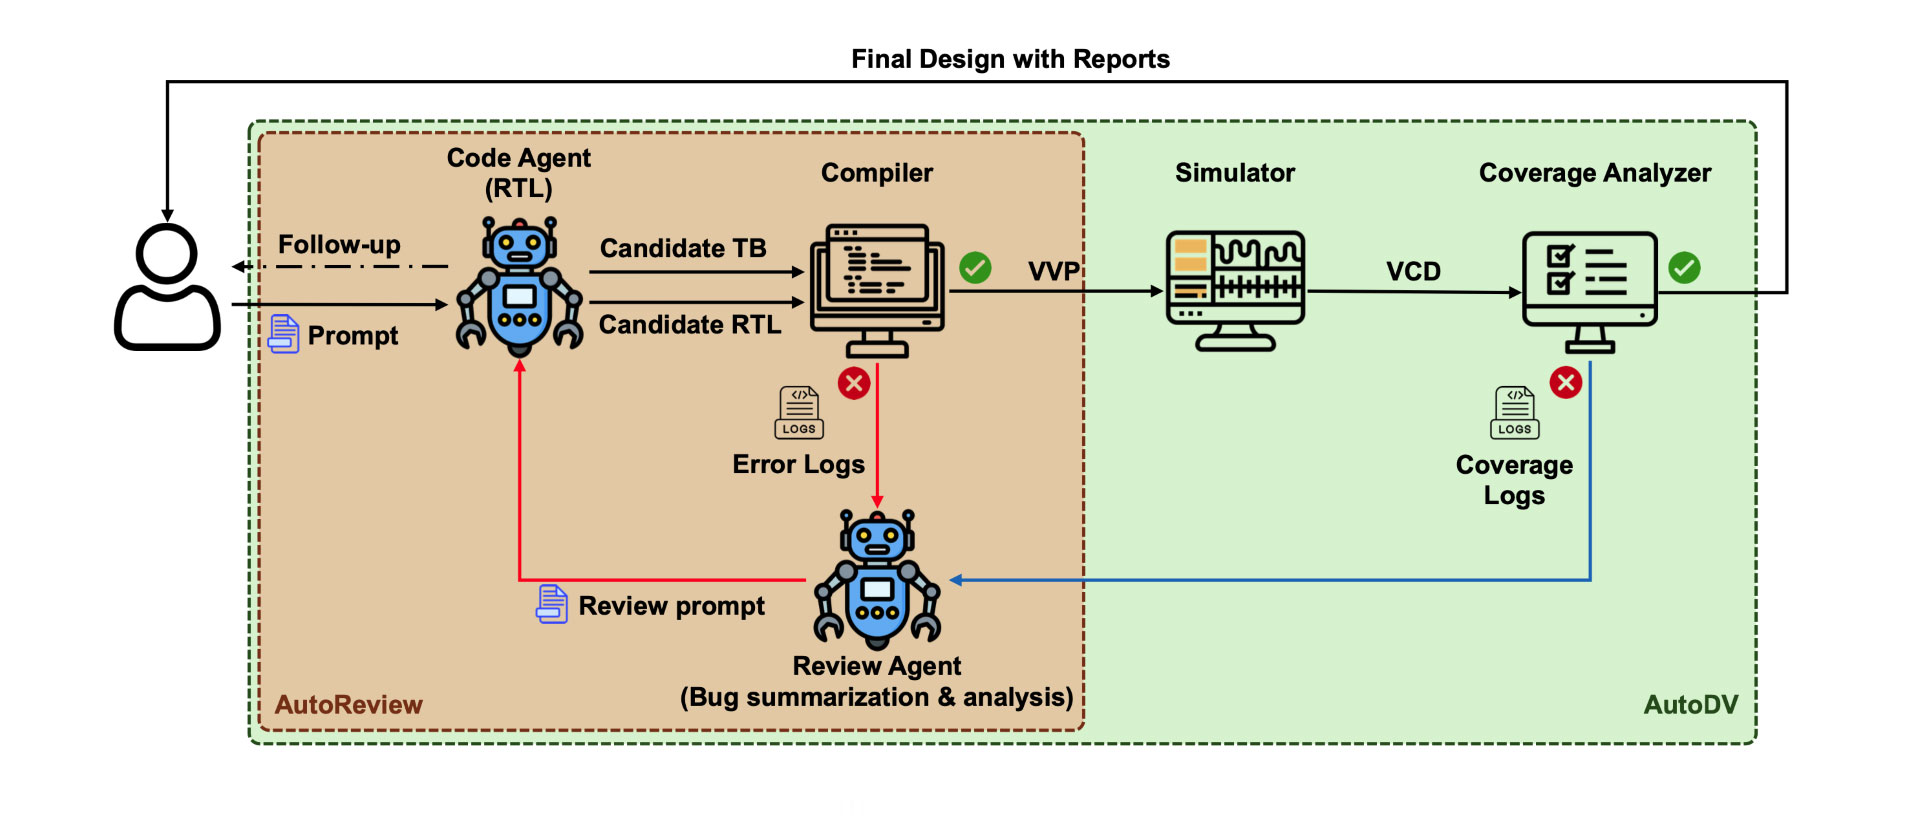 Final Design with Reports
Code Agent
(RTL)
Compiler
Simulator
Coverage Analyzer
Follow-up
Candidate TB
VVP
VCD
Prompt
Candidate RTL
LOGS
Error Logs
LOGS
Coverage
Logs
Review prompt
Review Agent
(Bug summarization & analysis)
AutoReview
AutoDV